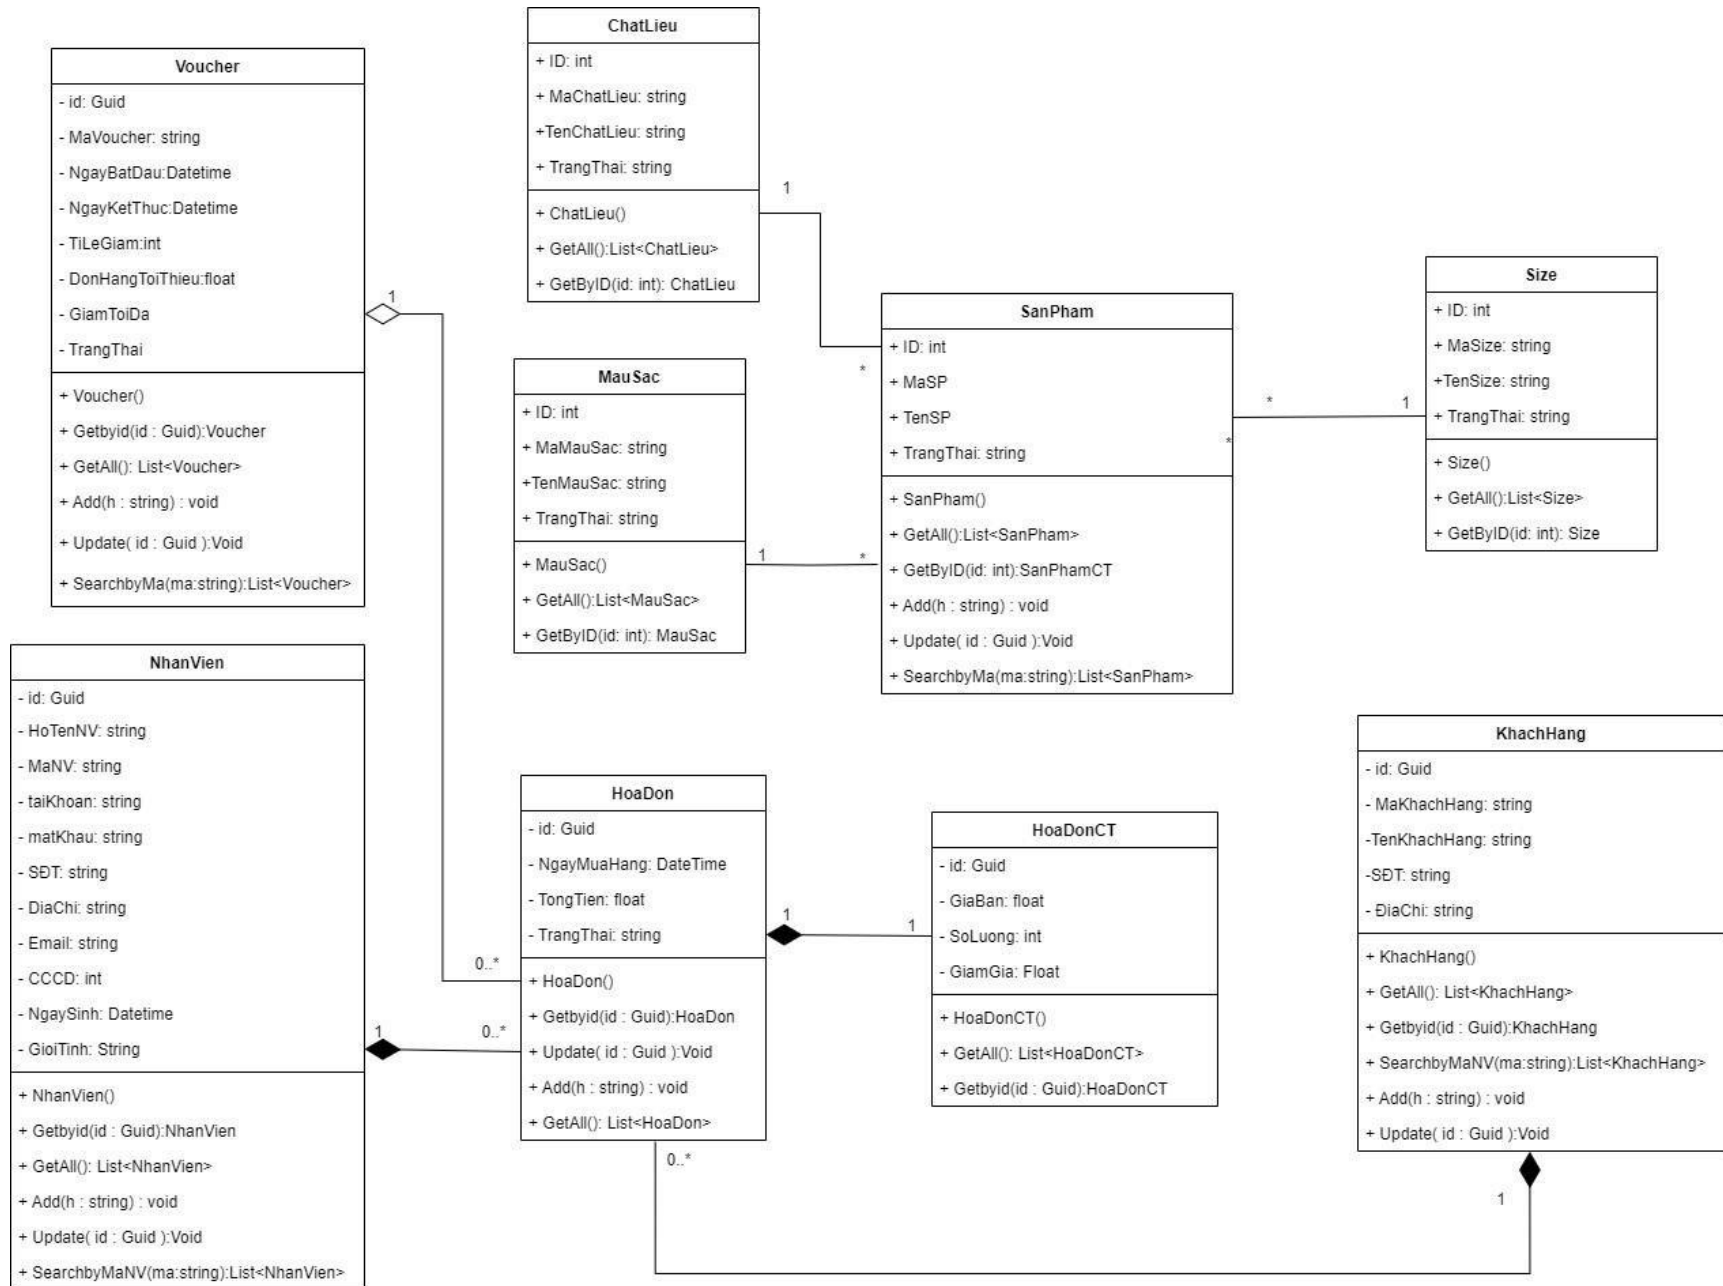 ChatLieu
+ ID: int
+ MaChatLieu: string
+TenChatLieu: string
+ TrangThai: string
+ ChatLieu()
+ GetAll():List<ChatLieu>
+ GetByID(id: int): ChatLieu
1
*
Voucher
- id: Guid
- MaVoucher: string
- NgayBatDau:Datetime
- NgayKetThuc:Datetime
- TiLeGiam:int
- DonHangToiThieu:float
- GiamToiDa
- TrangThai
+ Voucher()
+ Getbyid(id : Guid):Voucher
+ GetAll(): List<Voucher>
+ Add(h : string) : void
+ Update( id : Guid ):Void
+ SearchbyMa(ma:string):List<Voucher>
1
0..*
MauSac
+ ID: int
+ MaMauSac: string
+TenMauSac: string
+ TrangThai: string
+ MauSac()
+ GetAll():List<MauSac>
+ GetByID(id: int): MauSac
1
*
SanPham
+ ID: int
+ MaSP
+ TenSP
+ TrangThai: string
+ SanPham()
+ GetAll():List<SanPham>
+ GetByID(id: int):SanPhamCT
+ Add(h : string) : void
+ Update( id : Guid ):Void
+ SearchbyMa(ma:string):List<SanPham>
*
*
1
Size
+ ID: int
+ MaSize: string
+TenSize: string
+ TrangThai: string
+ Size()
+ GetAll():List<Size>
+ GetByID(id: int): Size
NhanVien
- id: Guid
- HoTenNV: string
- MaNV: string
- taiKhoan: string
- matKhau: string
- SĐT: string
- DiaChi: string
- Email: string
- CCCD: int
- NgaySinh: Datetime
- GioiTinh: String
+ NhanVien()
+ Getbyid(id : Guid):NhanVien
+ GetAll(): List<NhanVien>
+ Add(h : string) : void
+ Update( id : Guid ):Void
+ SearchbyMaNV(ma:string):List<NhanVien>
1
0..*
HoaDon
- id: Guid
- NgayMuaHang: DateTime
- TongTien: float
- TrangThai: string
+ HoaDon()
+ Getbyid(id : Guid):HoaDon
+ Update( id : Guid ):Void
+ Add(h : string) : void
+ GetAll(): List<HoaDon>
1
1
0..*
HoaDonCT
- id: Guid
- GiaBan: float
- SoLuong: int
- GiamGia: Float
+ HoaDonCT()
+ GetAll(): List<HoaDonCT>
+ Getbyid(id : Guid):HoaDonCT
KhachHang
- id: Guid
- MaKhachHang: string
-TenKhachHang: string
-SĐT: string
- ĐiaChi: string
+ KhachHang()
+ GetAll(): List<KhachHang>
+ Getbyid(id : Guid):KhachHang
+ SearchbyMaNV(ma:string):List<KhachHang>
+ Add(h : string) : void
+ Update( id : Guid ):Void
1